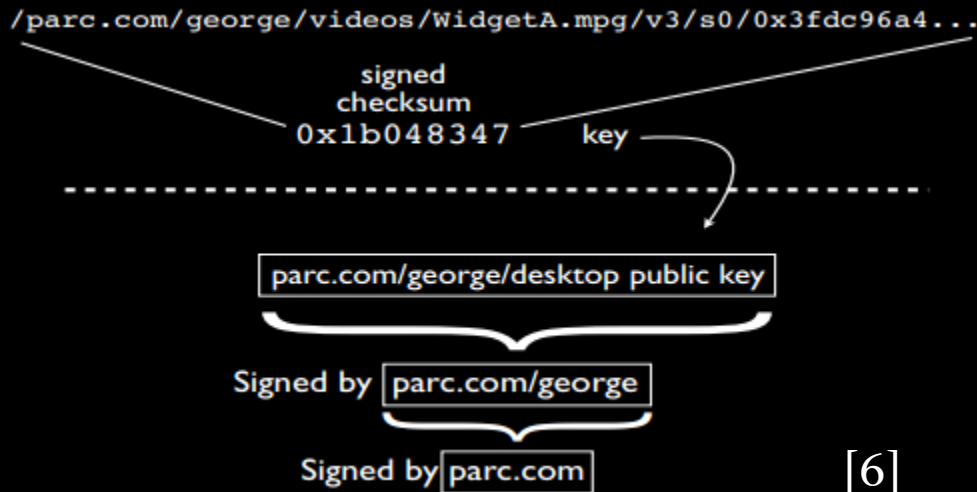 /parc.com/george/videos/WidgetA.mpg/v3/s0/0x3fdc96a4...
signed
checksum
0x1b048347 key
parc.com/george/desktop public key
Signed by parc.com/george
Signed by parc.com
[6]